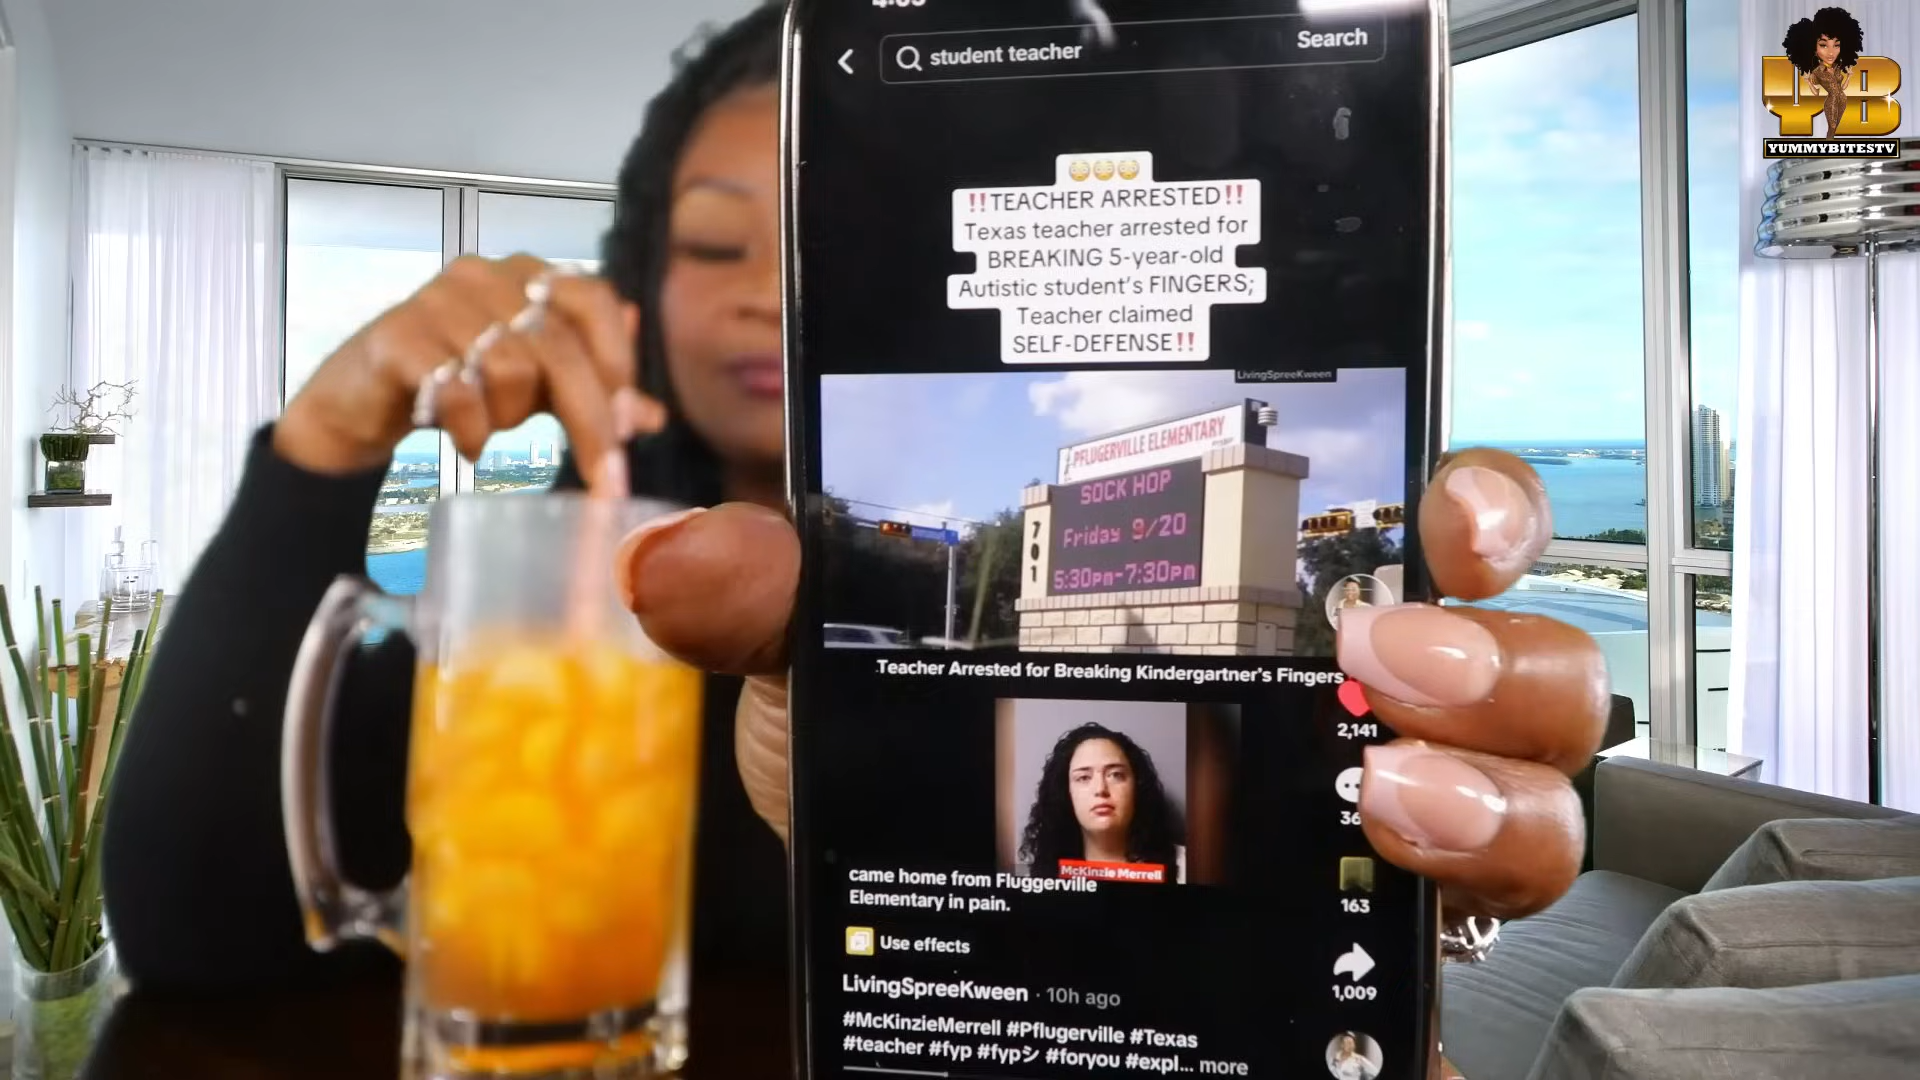 4:05
student teacher
Search
YB
YUMMYBITESTV
‼️TEACHER ARRESTED‼️
Texas teacher arrested for
BREAKING 5-year-old
Autistic student's FINGERS;
Teacher claimed
SELF-DEFENSE‼️
LivingSpreeKween
PFLUGERVILLE ELEMENTARY
SOCK HOP
Friday 9/20
5:30pm-7:30pm
701
Teacher Arrested for Breaking Kindergartner's Fingers
2,141
McKinzie Merrell
came home from Fluggerville
Elementary in pain.
163
Use effects
LivingSpreeKween · 10h ago
1,009
#McKinzieMerrell #Pflugerville #Texas
#teacher #fyp #fypシ #foryou #expl... more